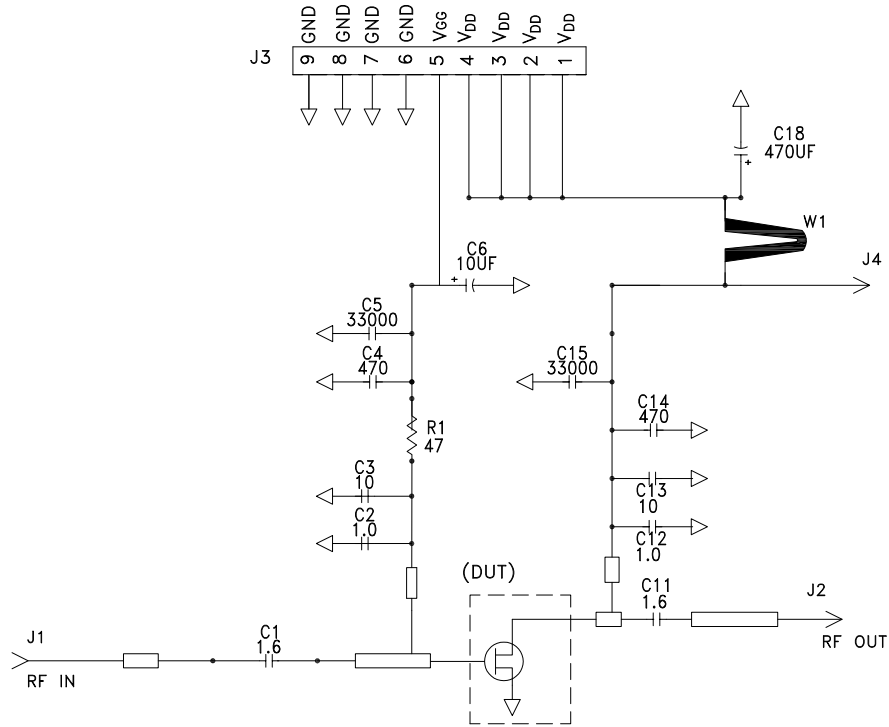 GND
GND
GND
GND
VGG
VDD
VDD
VDD
VDD
J3
9
8
7
6
5
4
3
2
1
C18
470UF
W1
C6
10UF
J4
C5
33000
C4
470
C15
33000
C14
470
R1
47
C3
10
C13
10
C2
1.0
C12
1.0
(DUT)
C11
1.6
J2
RF OUT
J1
RF IN
C1
1.6
+
+